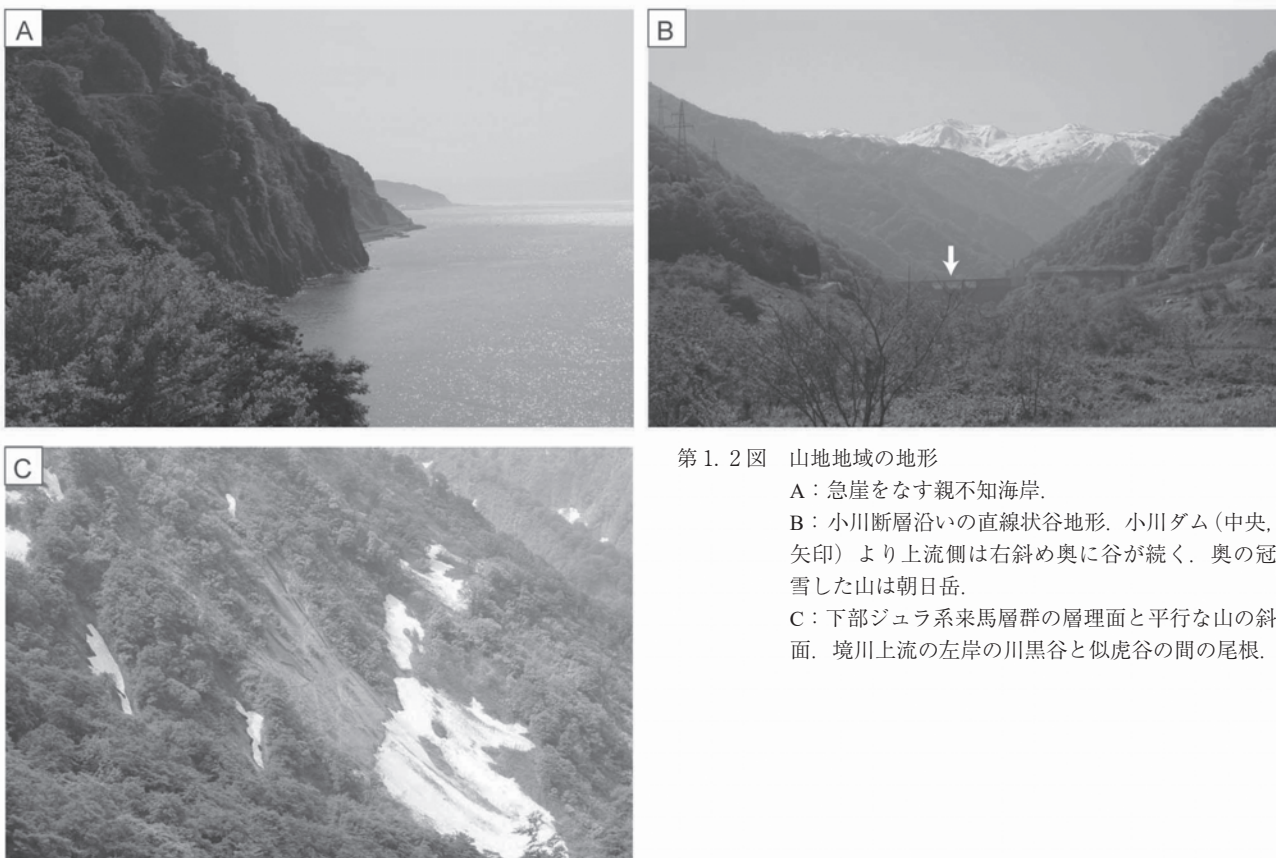 A
B
C
第1. 2図　山地地域の地形
A：急崖をなす親不知海岸.
B：小川断層沿いの直線状谷地形. 小川ダム（中央,
矢印）より上流側は右斜め奥に谷が続く. 奥の冠
雪した山は朝日岳.
C：下部ジュラ系来馬層群の層理面と平行な山の斜
面. 境川上流の左岸の川黒谷と似虎谷の間の尾根.